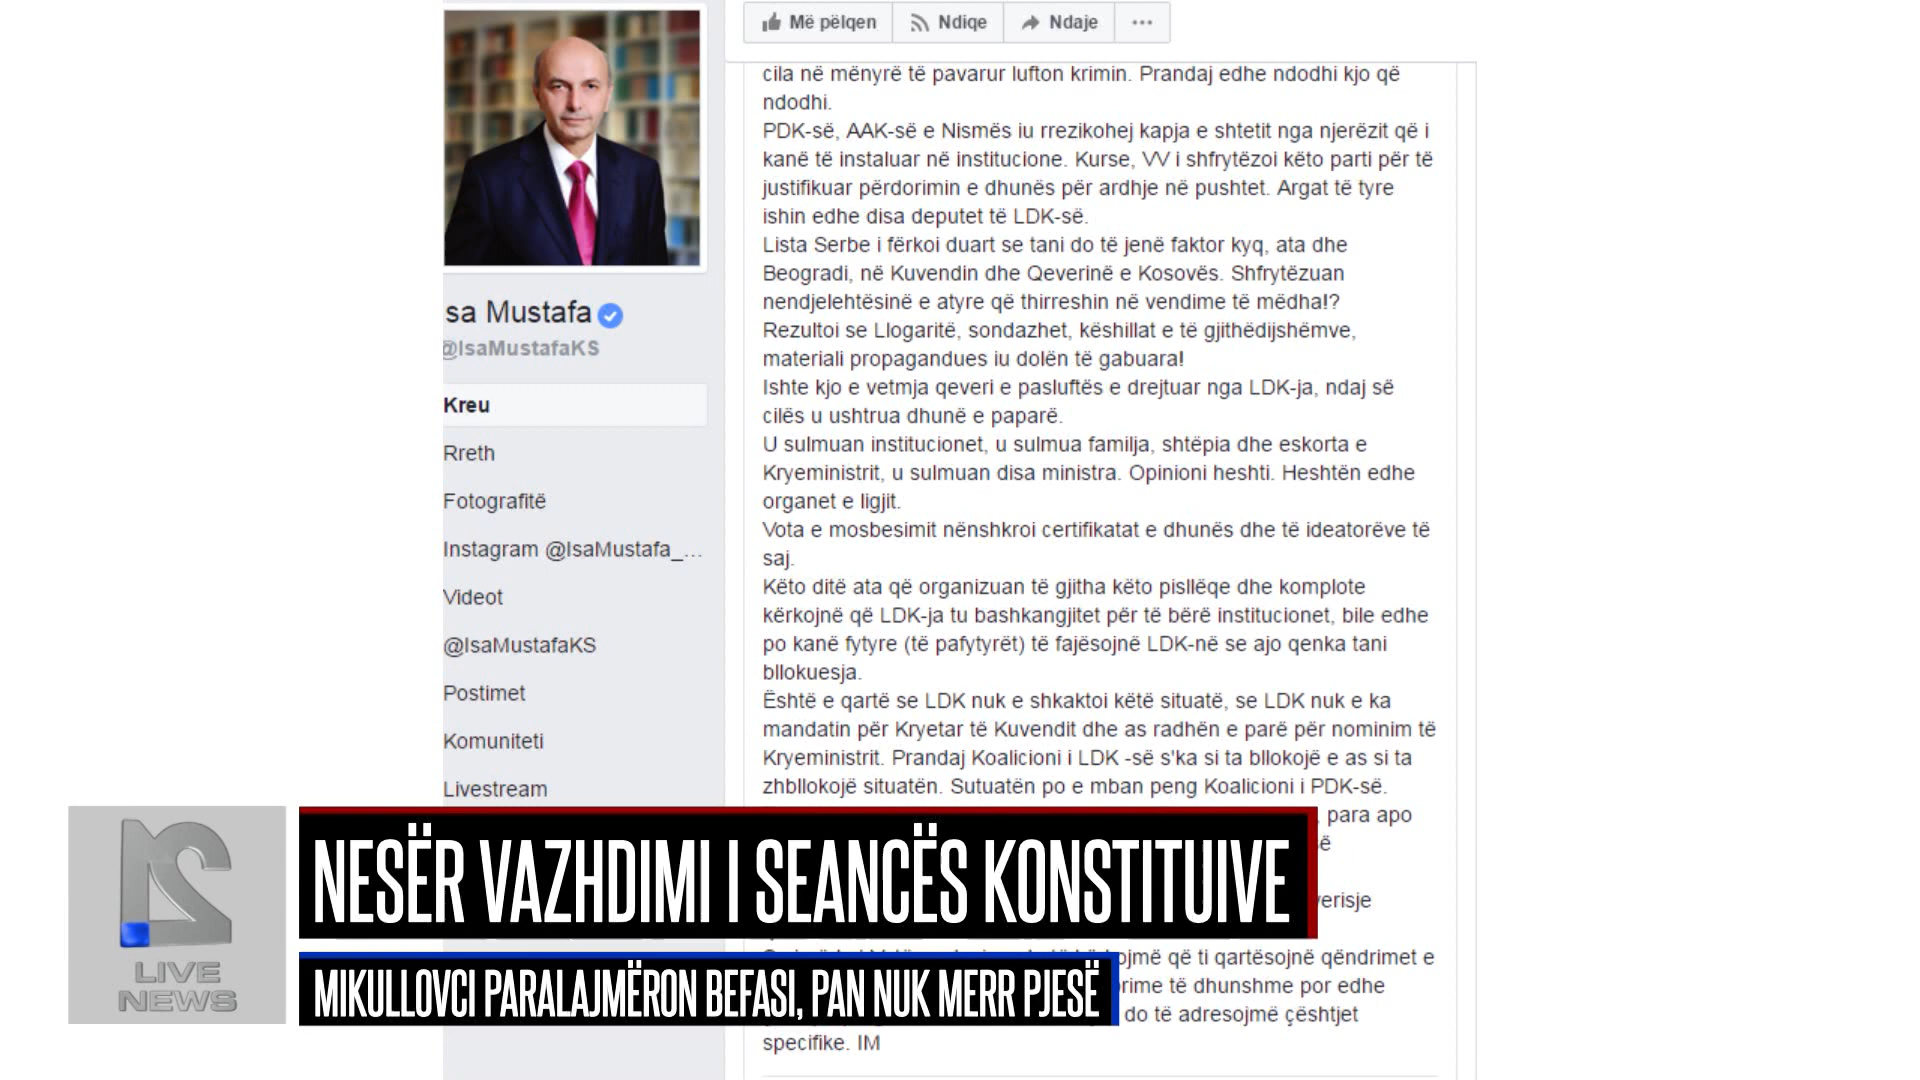 Më pëlqen
Ndiqe
Ndaje
sa Mustafa
@IsaMustafaKS
Kreu
Rreth
Fotografitë
Instagram @IsaMustafa_...
Videot
@IsaMustafaKS
Postimet
Komuniteti
Livestream
cila në mënyrë të pavarur lufton krimin. Prandaj edhe ndodhi kjo që
ndodhi.
PDK-së, AAK-së e Nismës iu rrezikohej kapja e shtetit nga njerëzit që i
kanë të instaluar në institucione. Kurse, VV i shfrytëzoi këto parti për të
justifikuar përdorimin e dhunës për ardhje në pushtet. Argat të tyre
ishin edhe disa deputet të LDK-së.
Lista Serbe i fërkoi duart se tani do të jenë faktor kyq, ata dhe
Beogradi, në Kuvendin dhe Qeverinë e Kosovës. Shfrytëzuan
nendjelehtësinë e atyre që thirreshin në vendime të mëdha!?
Rezultoi se Llogaritë, sondazhet, këshillat e të gjithëdijshëmve,
materiali propagandues iu dolën të gabuara!
Ishte kjo e vetmja qeveri e pasluftës e drejtuar nga LDK-ja, ndaj së
cilës u ushtrua dhunë e paparë.
U sulmuan institucionet, u sulmua familja, shtëpia dhe eskorta e
Kryeministrit, u sulmuan disa ministra. Opinioni heshti. Heshtën edhe
organet e ligjit.
Vota e mosbesimit nënshkroi certifikatat e dhunës dhe të ideatorëve të
saj.
Këto ditë ata që organizuan të gjitha këto pisllëqe dhe komplote
kërkojnë që LDK-ja tu bashkangjitet për të bërë institucionet, bile edhe
po kanë fytyre (të pafytyrët) të fajësojnë LDK-në se ajo qenka tani
bllokuesja.
Është e qartë se LDK nuk e shkaktoi këtë situatë, se LDK nuk e ka
mandatin për Kryetar të Kuvendit dhe as radhën e parë për nominim të
Kryeministrit. Prandaj Koalicioni i LDK -së s'ka si ta bllokojë e as si ta
zhbllokojë situatën. Sutuatën po e mban peng Koalicioni i PDK-së.
, para apo
ë
verisje
që ti qartësojnë qëndrimet e
të dhunshme por edhe
do të adresojmë çështjet
specifike. IM
LIVE
NEWS
NESËR VAZHDIMI I SEANCËS KONSTITUIVE
MIKULLOVCI PARALAJMËRON BEFASI, PAN NUK MERR PJESË